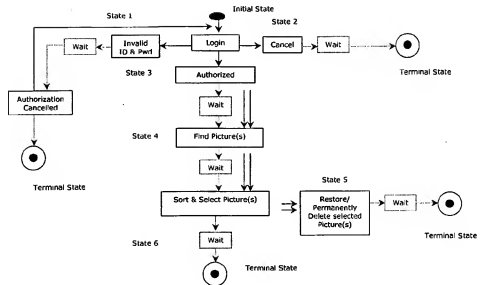 Initial State
State 1
State 2
Wait
Invalid
ID & Pwd
Login
Cancel
Wait
Terminal State
State 3
Authorized
Authorization
Cancelled
Wait
Terminal State
State 4
Find Picture(s)
Wait
State 5
Sort & Select Picture(s)
Restore/
Permanently
Delete selected
Picture(s)
Wait
Terminal State
State 6
Wait
Terminal State